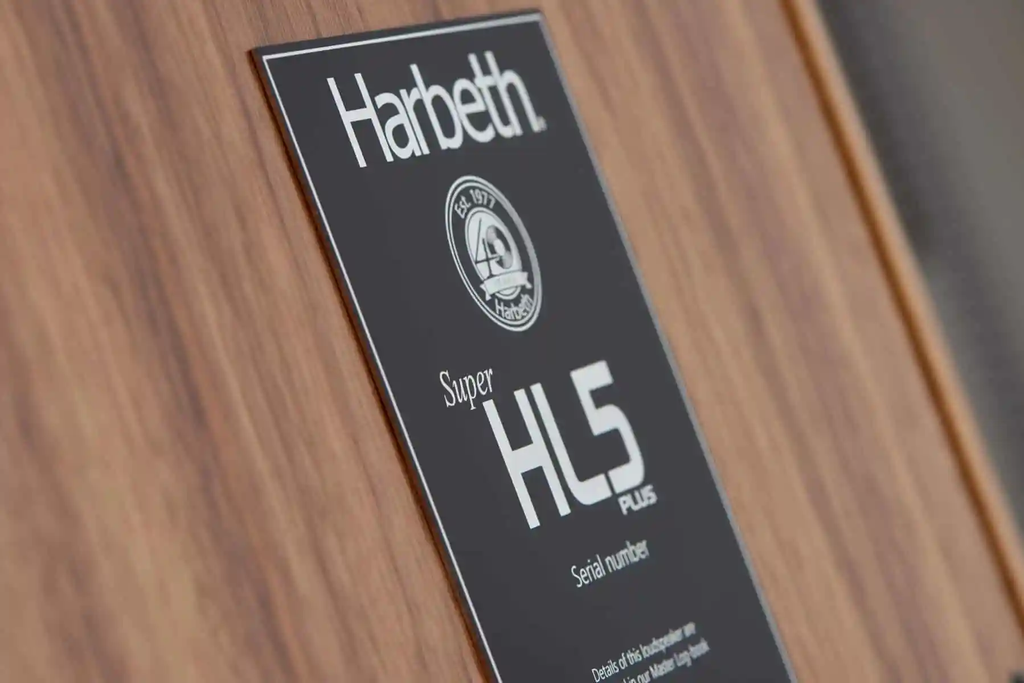 Harbeth
Est. 1977
40
Harbeth
Super
HL5
PLUS
Serial number
Details of this loudspeaker are
in our Master Log-book